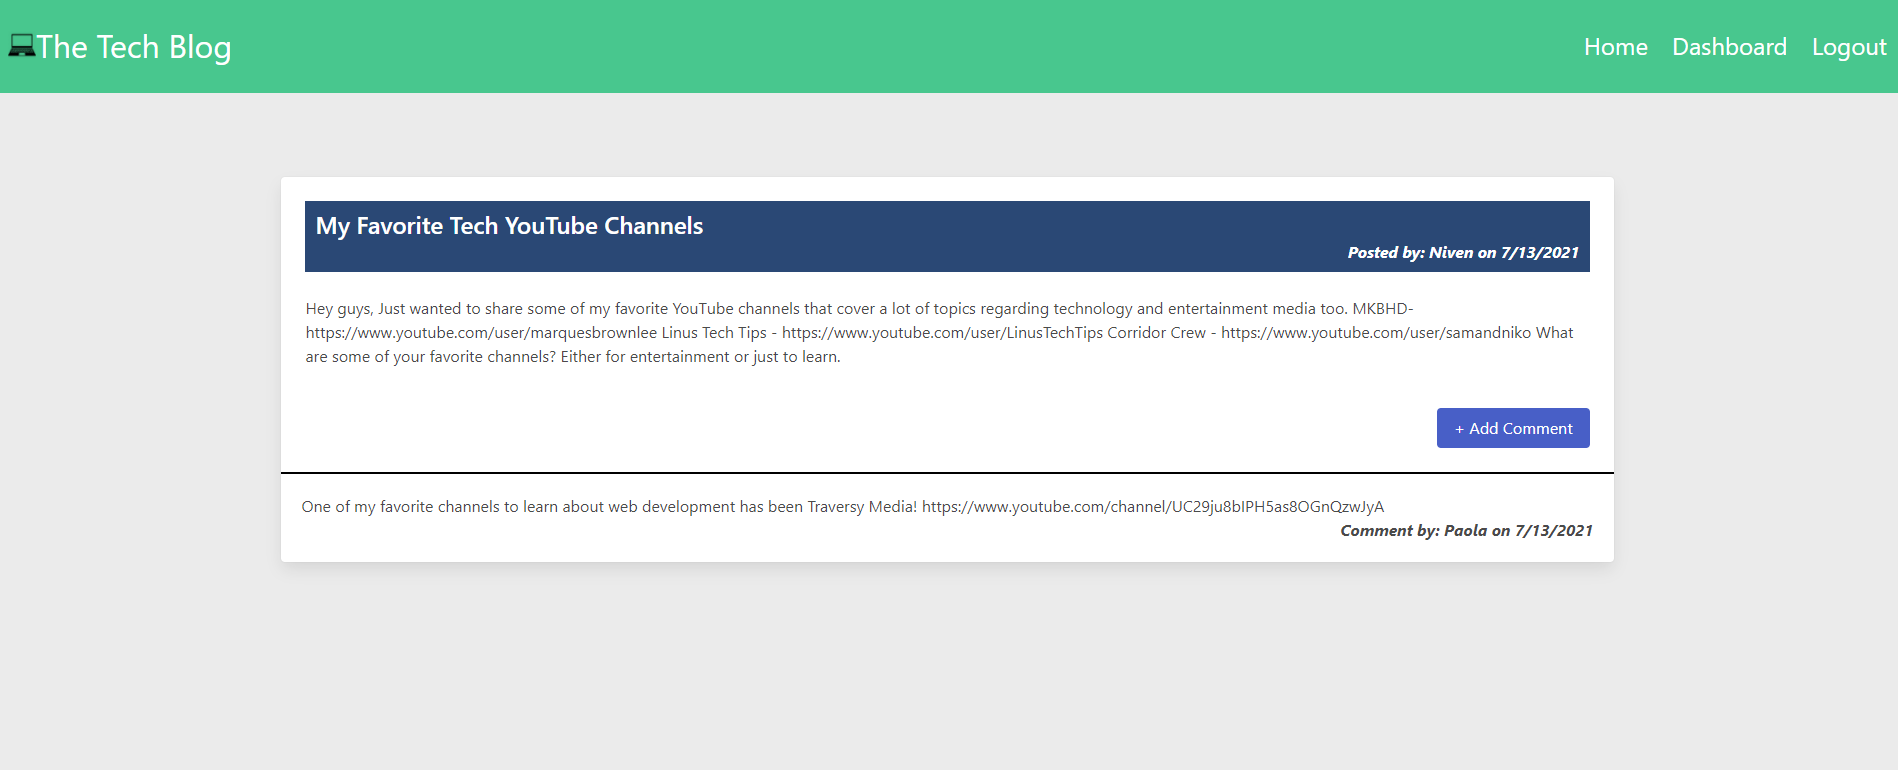 The Tech Blog
Home Dashboard Logout
My Favorite Tech YouTube Channels
Posted by: Niven on 7/13/2021
Hey guys, Just wanted to share some of my favorite YouTube channels that cover a lot of topics regarding technology and entertainment media too. MKBHD-
https://www.youtube.com/user/marquesbrownlee Linus Tech Tips - https://www.youtube.com/user/LinusTechTips Corridor Crew - https://www.youtube.com/user/samandniko What
are some of your favorite channels? Either for entertainment or just to learn.
+ Add Comment
One of my favorite channels to learn about web development has been Traversy Media! https://www.youtube.com/channel/UC29ju8bIPH5as8OGnQzwJyA
Comment by: Paola on 7/13/2021